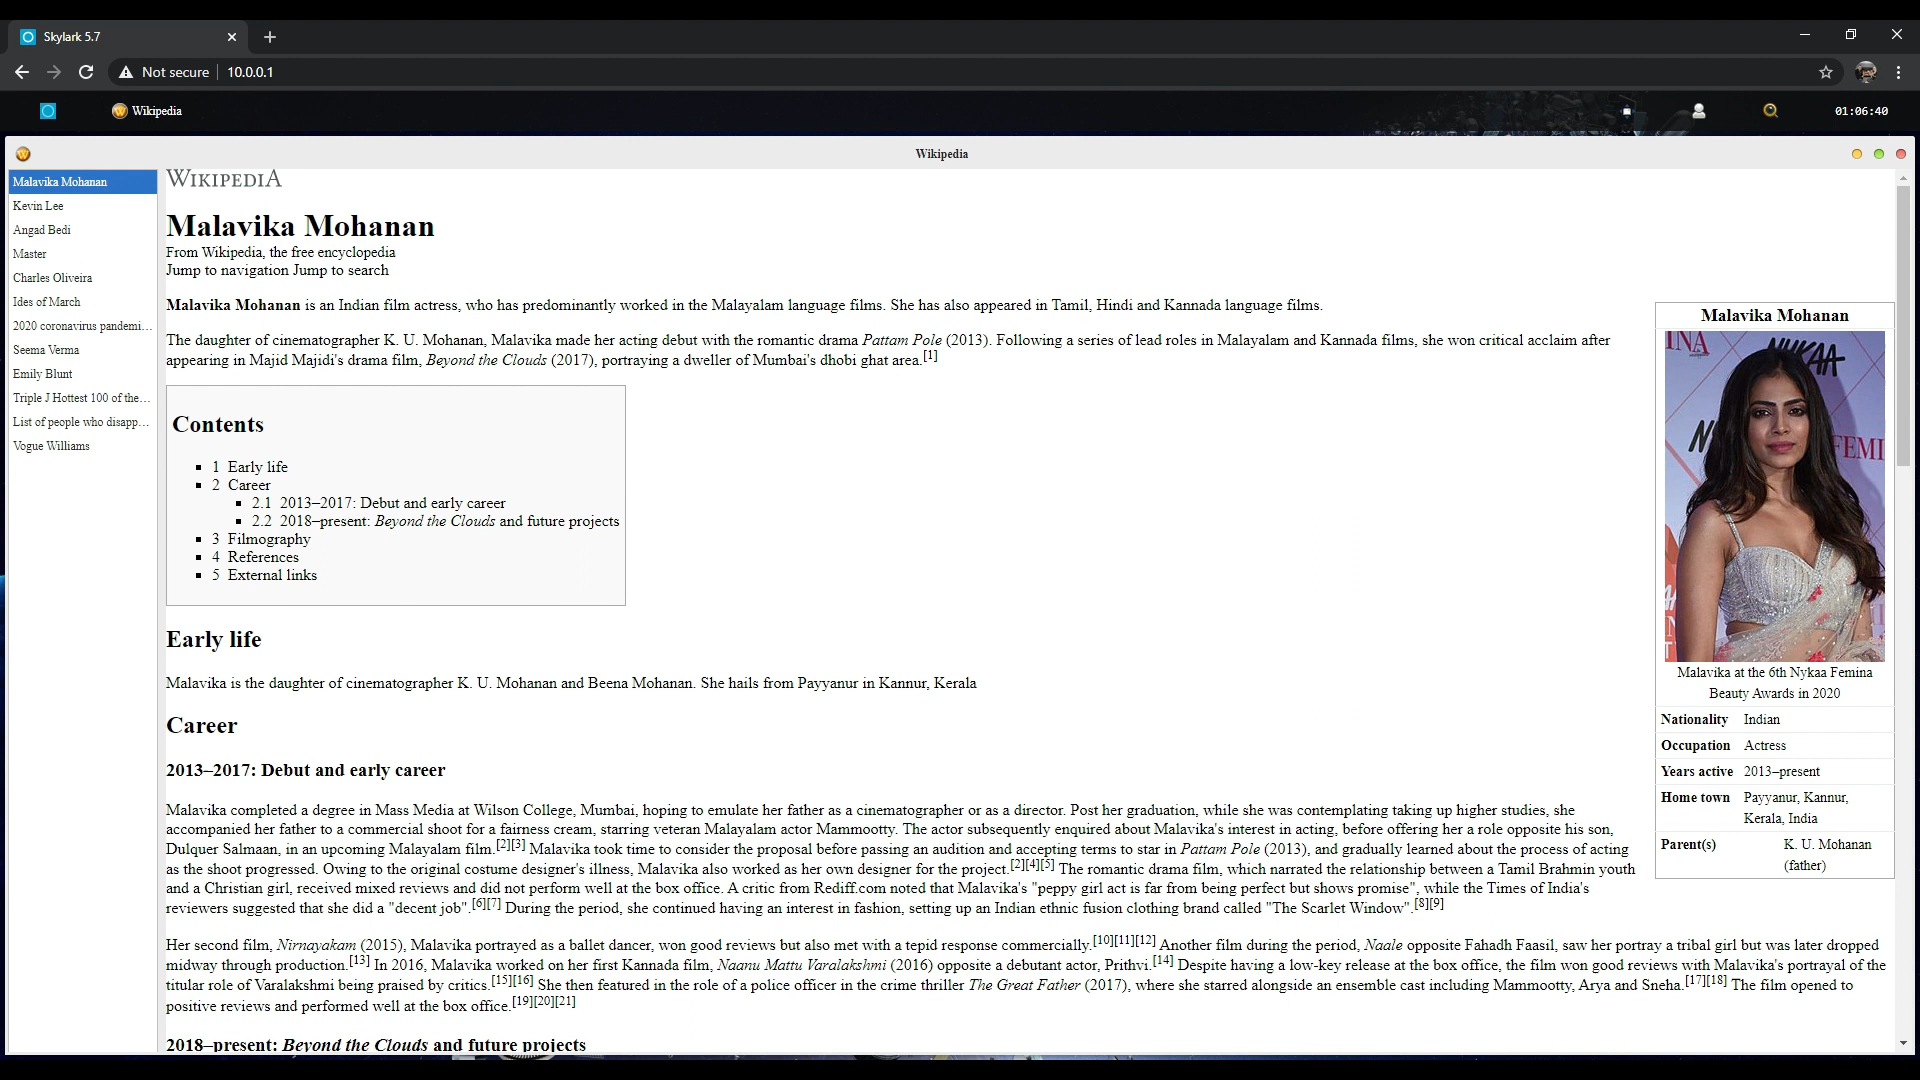 Skylark 5.7
Not secure 10.0.0.1
Wikipedia 01:06:40
Wikipedia
Malavika Mohanan
Kevin Lee
Angad Bedi
Master
Charles Oliveira
Ides of March
2020 coronavirus pandemi...
Seema Verma
Emily Blunt
Triple J Hottest 100 of the...
List of people who disapp...
Vogue Williams
WIKIPEDIA
Malavika Mohanan
From Wikipedia, the free encyclopedia
Jump to navigation Jump to search
Malavika Mohanan is an Indian film actress, who has predominantly worked in the Malayalam language films. She has also appeared in Tamil, Hindi and Kannada language films.
The daughter of cinematographer K. U. Mohanan, Malavika made her acting debut with the romantic drama Pattam Pole (2013). Following a series of lead roles in Malayalam and Kannada films, she won critical acclaim after
appearing in Majid Majidi's drama film, Beyond the Clouds (2017), portraying a dweller of Mumbai's dhobi ghat area.[1]
Contents
1 Early life
2 Career
2.1 2013–2017: Debut and early career
2.2 2018–present: Beyond the Clouds and future projects
3 Filmography
4 References
5 External links
Early life
Malavika is the daughter of cinematographer K. U. Mohanan and Beena Mohanan. She hails from Payyanur in Kannur, Kerala
Career
2013–2017: Debut and early career
Malavika completed a degree in Mass Media at Wilson College, Mumbai, hoping to emulate her father as a cinematographer or as a director. Post her graduation, while she was contemplating taking up higher studies, she
accompanied her father to a commercial shoot for a fairness cream, starring veteran Malayalam actor Mammootty. The actor subsequently enquired about Malavika's interest in acting, before offering her a role opposite his son,
Dulquer Salmaan, in an upcoming Malayalam film.[2][3] Malavika took time to consider the proposal before passing an audition and accepting terms to star in Pattam Pole (2013), and gradually learned about the process of acting
as the shoot progressed. Owing to the original costume designer's illness, Malavika also worked as her own designer for the project.[2][4][5] The romantic drama film, which narrated the relationship between a Tamil Brahmin youth
and a Christian girl, received mixed reviews and did not perform well at the box office. A critic from Rediff.com noted that Malavika's "peppy girl act is far from being perfect but shows promise", while the Times of India's
reviewers suggested that she did a "decent job".[6][7] During the period, she continued having an interest in fashion, setting up an Indian ethnic fusion clothing brand called "The Scarlet Window".[8][9]
Her second film, Nirnayakam (2015), Malavika portrayed as a ballet dancer, won good reviews but also met with a tepid response commercially.[10][11][12] Another film during the period, Naale opposite Fahadh Faasil, saw her portray a tribal girl but was later dropped
midway through production.[13] In 2016, Malavika worked on her first Kannada film, Naanu Mattu Varalakshmi (2016) opposite a debutant actor, Prithvi.[14] Despite having a low-key release at the box office, the film won good reviews with Malavika's portrayal of the
titular role of Varalakshmi being praised by critics.[15][16] She then featured in the role of a police officer in the crime thriller The Great Father (2017), where she starred alongside an ensemble cast including Mammootty, Arya and Sneha.[17][18] The film opened to
positive reviews and performed well at the box office.[19][20][21]
2018–present: Beyond the Clouds and future projects
Malavika Mohanan
INA
NYKAA
N
FEMI
Malavika at the 6th Nykaa Femina
Beauty Awards in 2020
Nationality Indian
Occupation Actress
Years active 2013–present
Home town Payyanur, Kannur,
Kerala, India
Parent(s) K. U. Mohanan
(father)